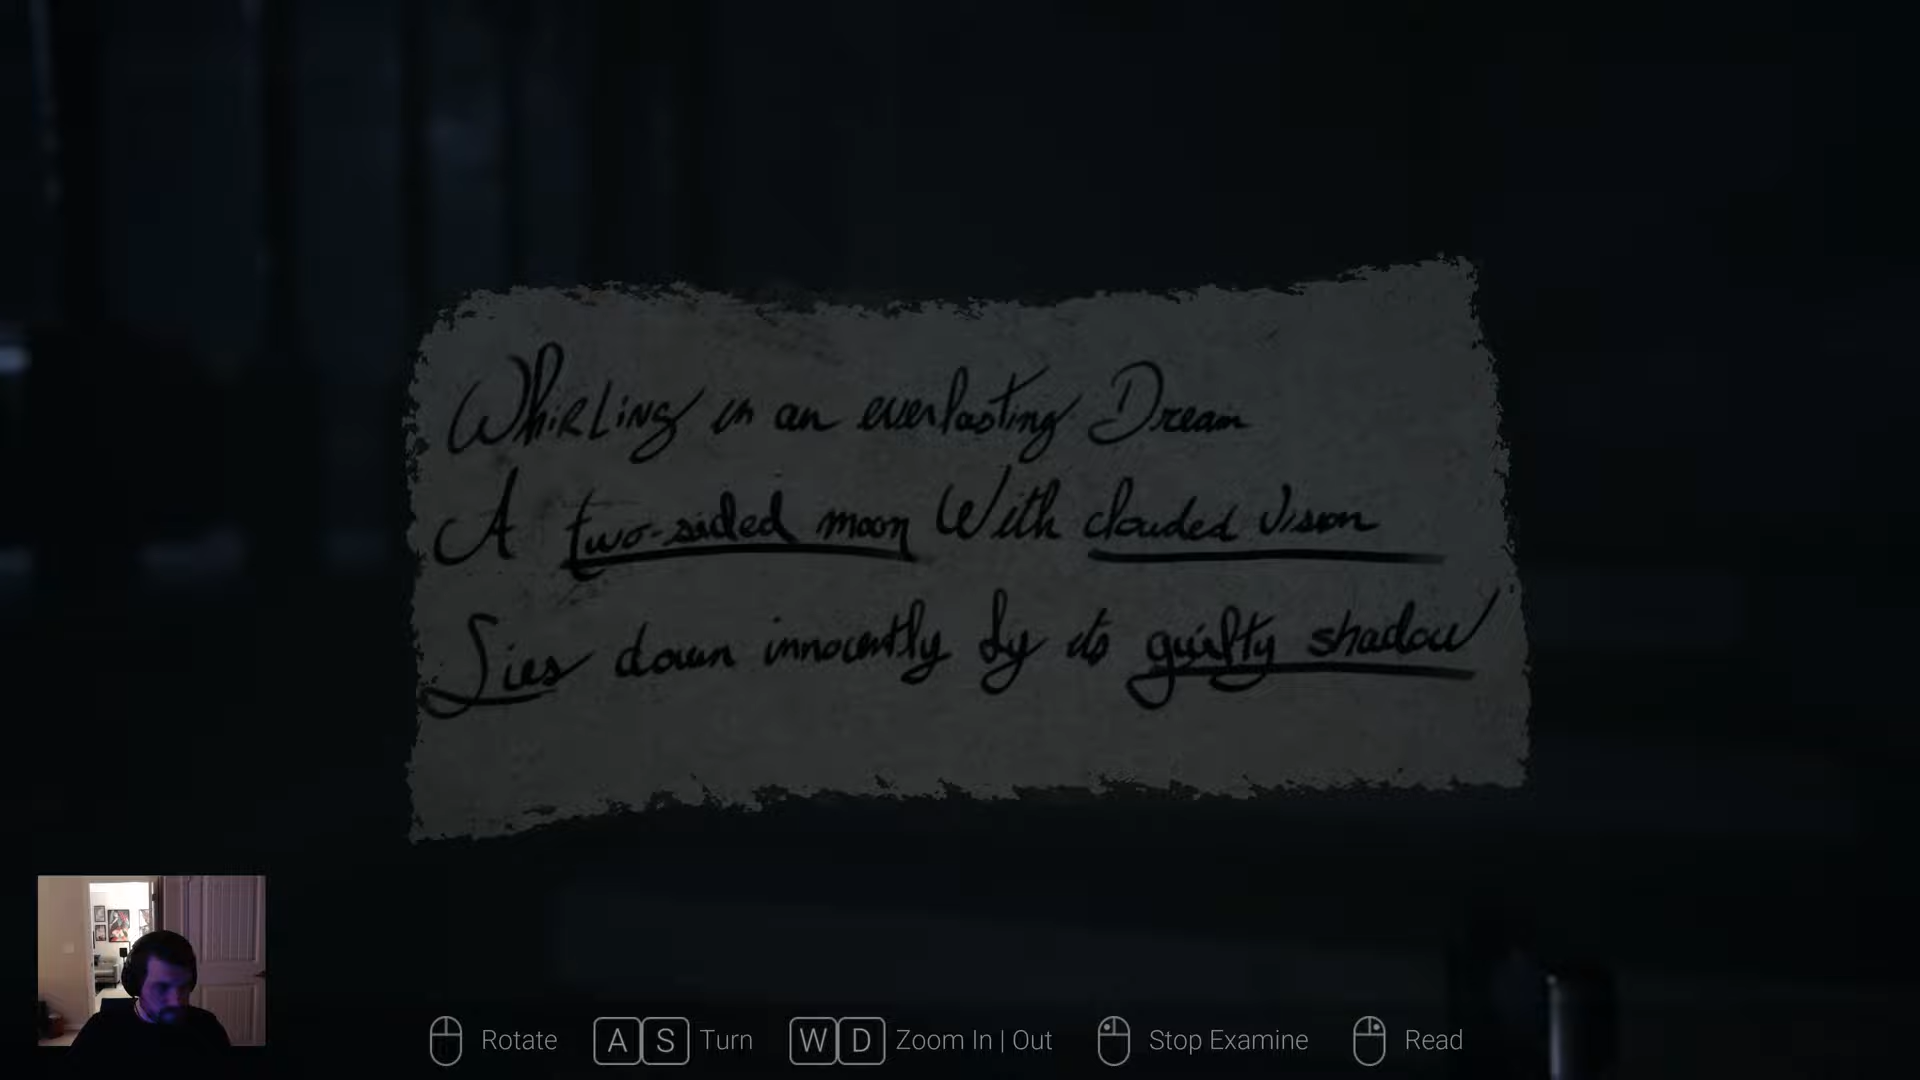 Whirling in an everlasting Dream
A two-sided moon With clouded vision
Lies down innocently by its guilty shadow
Rotate A S Turn W D Zoom In | Out Stop Examine Read